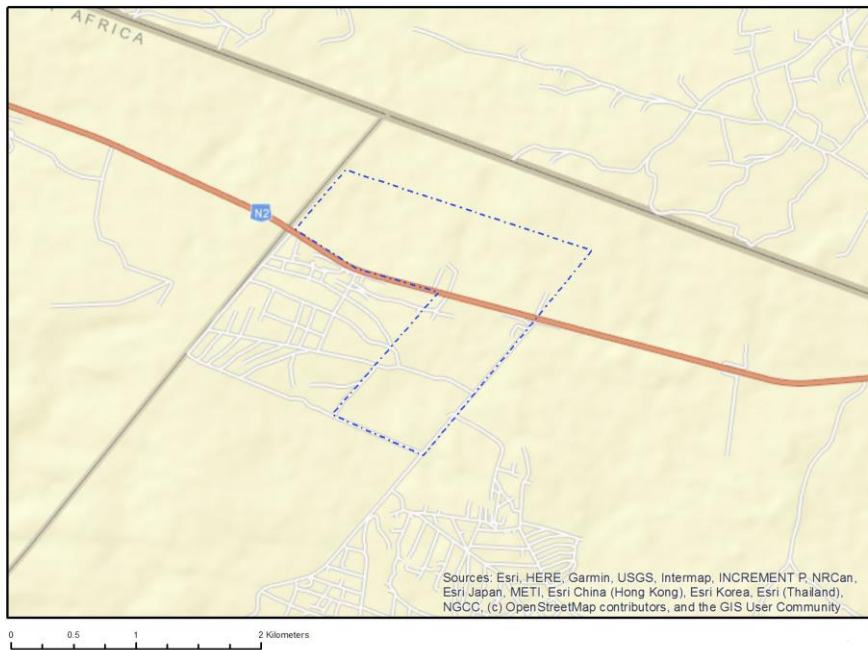 AFRICA
N2
Sources: Esri, HERE, Garmin, USGS, Intermap, INCREMENT P, NRCan,
Esri Japan, METI, Esri China (Hong Kong), Esri Korea, Esri (Thailand),
NGCC, (c) OpenStreetMap contributors, and the GIS User Community
0 0.5 1 2 Kilometers